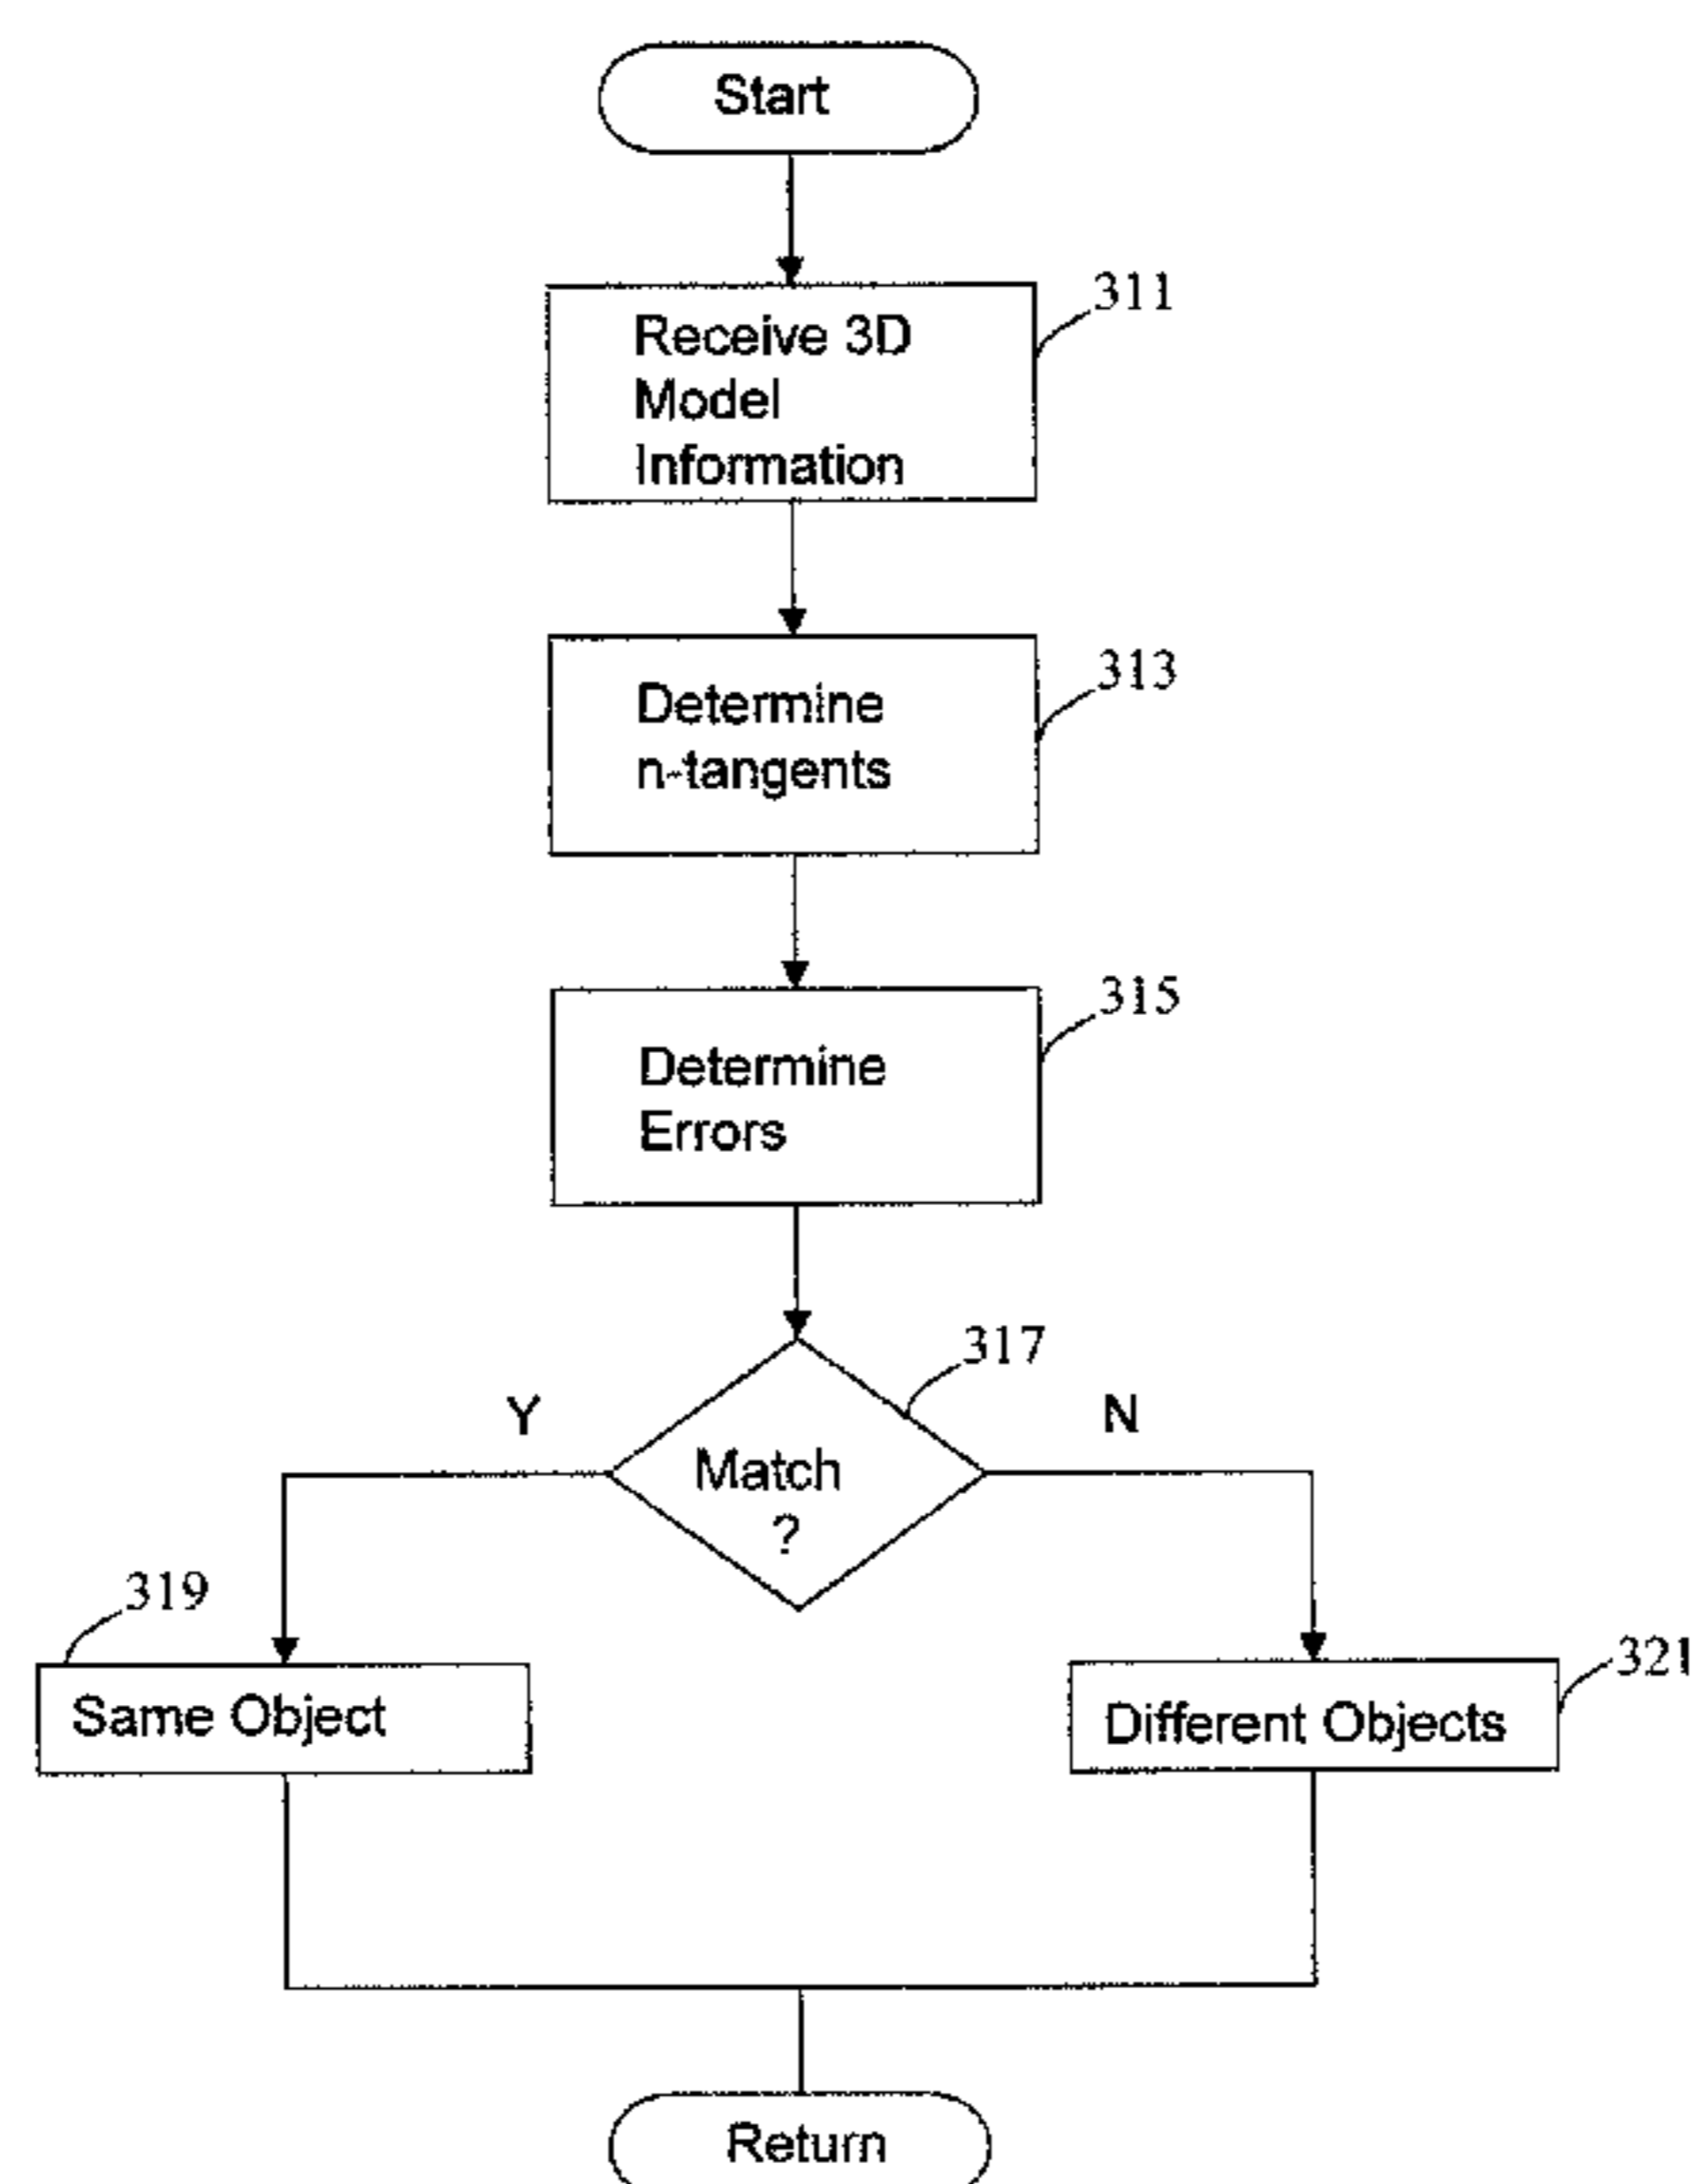 Start
Receive 3D
Model
Information
311
Determine
n-tangents
313
Determine
Errors
315
317
Y
N
Match
?
319
Same Object
321
Different Objects
Return